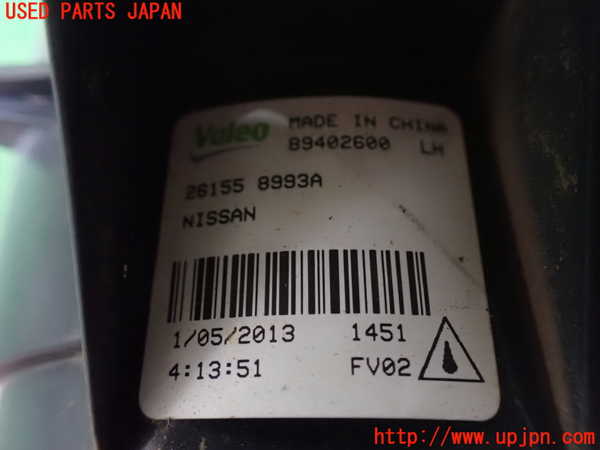 USED PARTS JAPAN
Valeo MADE IN CHINA
89402600 LH
26155 8993A
NISSAN
1/05/2013 1451
4:13:51 FV02
http://www.upjpn.com/